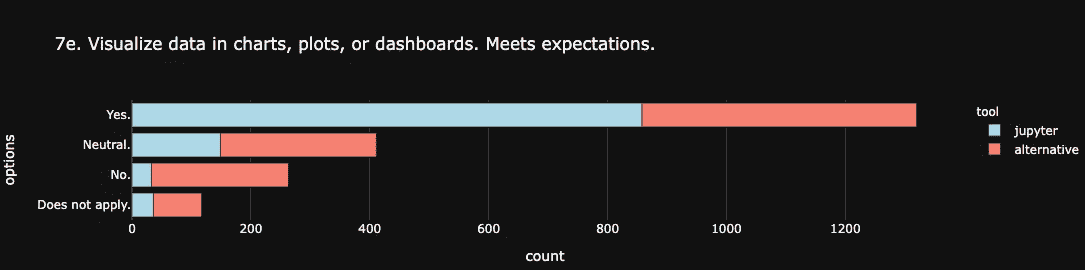 7e. Visualize data in charts, plots, or dashboards. Meets expectations.
tool
jupyter
alternative
options
Yes.
Neutral.
No.
Does not apply.
0 200 400 600 800 1000 1200
count